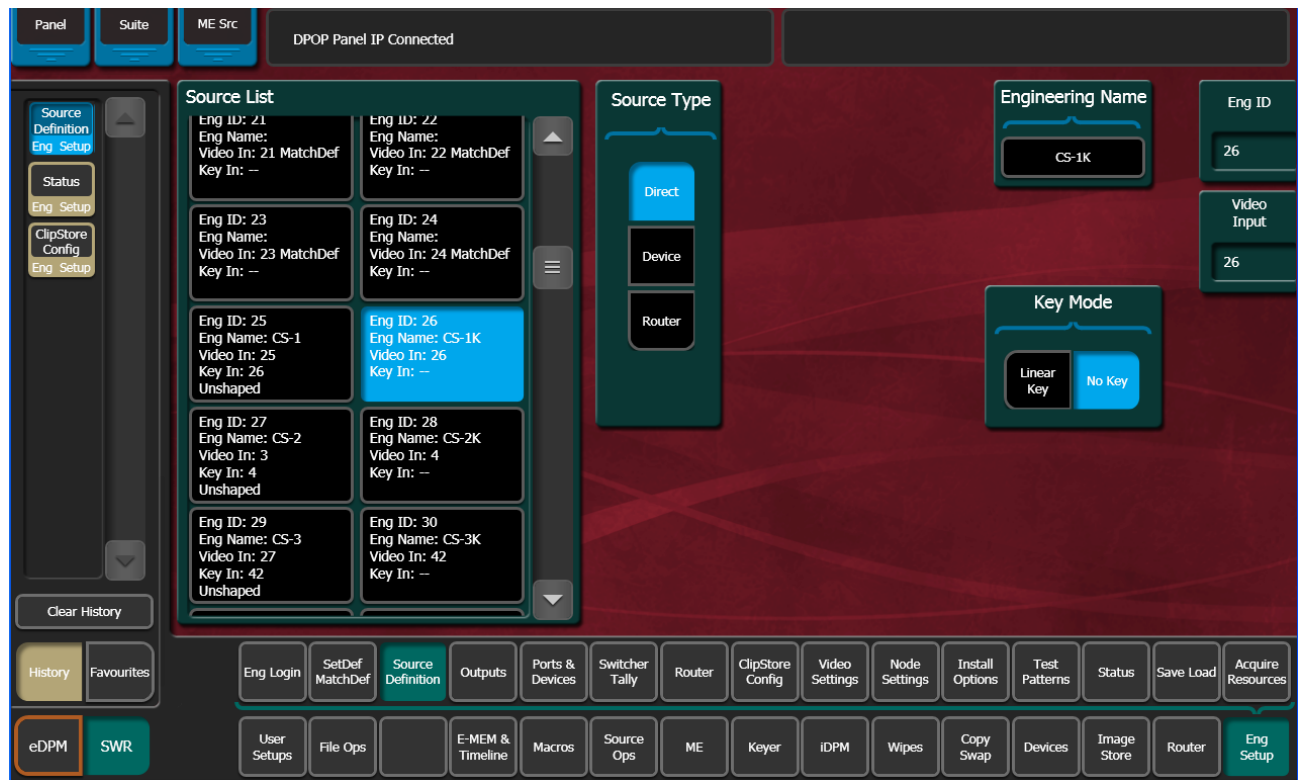 Panel
Suite
ME Src
DPOP Panel IP Connected
Source
Definition
Eng Setup
Status
Eng Setup
ClipStore
Config
Eng Setup
Clear History
History
Favourites
eDPM
SWR
Source List
Eng ID: 21
Eng Name:
Video In: 21 MatchDef
Key In: --
Eng ID: 22
Eng Name:
Video In: 22 MatchDef
Key In: --
Eng ID: 23
Eng Name:
Video In: 23 MatchDef
Key In: --
Eng ID: 24
Eng Name:
Video In: 24 MatchDef
Key In: --
Eng ID: 25
Eng Name: CS-1
Video In: 25
Key In: 26
Unshaped
Eng ID: 26
Eng Name: CS-1K
Video In: 26
Key In: --
Eng ID: 27
Eng Name: CS-2
Video In: 3
Key In: 4
Unshaped
Eng ID: 28
Eng Name: CS-2K
Video In: 4
Key In: --
Eng ID: 29
Eng Name: CS-3
Video In: 27
Key In: 42
Unshaped
Eng ID: 30
Eng Name: CS-3K
Video In: 42
Key In: --
Source Type
Direct
Device
Router
Engineering Name
CS-1K
Eng ID
26
Video
Input
26
Key Mode
Linear
Key
No Key
Eng Login
SetDef
MatchDef
Source
Definition
Outputs
Ports &
Devices
Switcher
Tally
Router
ClipStore
Config
Video
Settings
Node
Settings
Install
Options
Test
Patterns
Status
Save Load
Acquire
Resources
User
Setups
File Ops
E-MEM &
Timeline
Macros
Source
Ops
ME
Keyer
iDPM
Wipes
Copy
Swap
Devices
Image
Store
Router
Eng
Setup